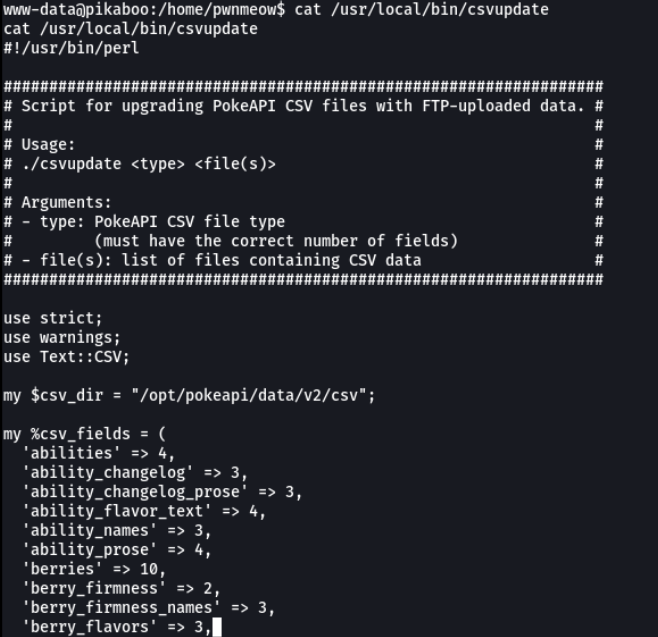 www-data@pikaboo:/home/pwnmeow$ cat /usr/local/bin/csvupdate
cat /usr/local/bin/csvupdate
#!/usr/bin/perl

##################################################################
# Script for upgrading PokeAPI CSV files with FTP-uploaded data. #
#                                                                #
# Usage:                                                         #
# ./csvupdate <type> <file(s)>                                   #
#                                                                #
# Arguments:                                                     #
# - type: PokeAPI CSV file type                                  #
#         (must have the correct number of fields)               #
# - file(s): list of files containing CSV data                   #
##################################################################

use strict;
use warnings;
use Text::CSV;

my $csv_dir = "/opt/pokeapi/data/v2/csv";

my %csv_fields = (
  'abilities' => 4,
  'ability_changelog' => 3,
  'ability_changelog_prose' => 3,
  'ability_flavor_text' => 4,
  'ability_names' => 3,
  'ability_prose' => 4,
  'berries' => 10,
  'berry_firmness' => 2,
  'berry_firmness_names' => 3,
  'berry_flavors' => 3,